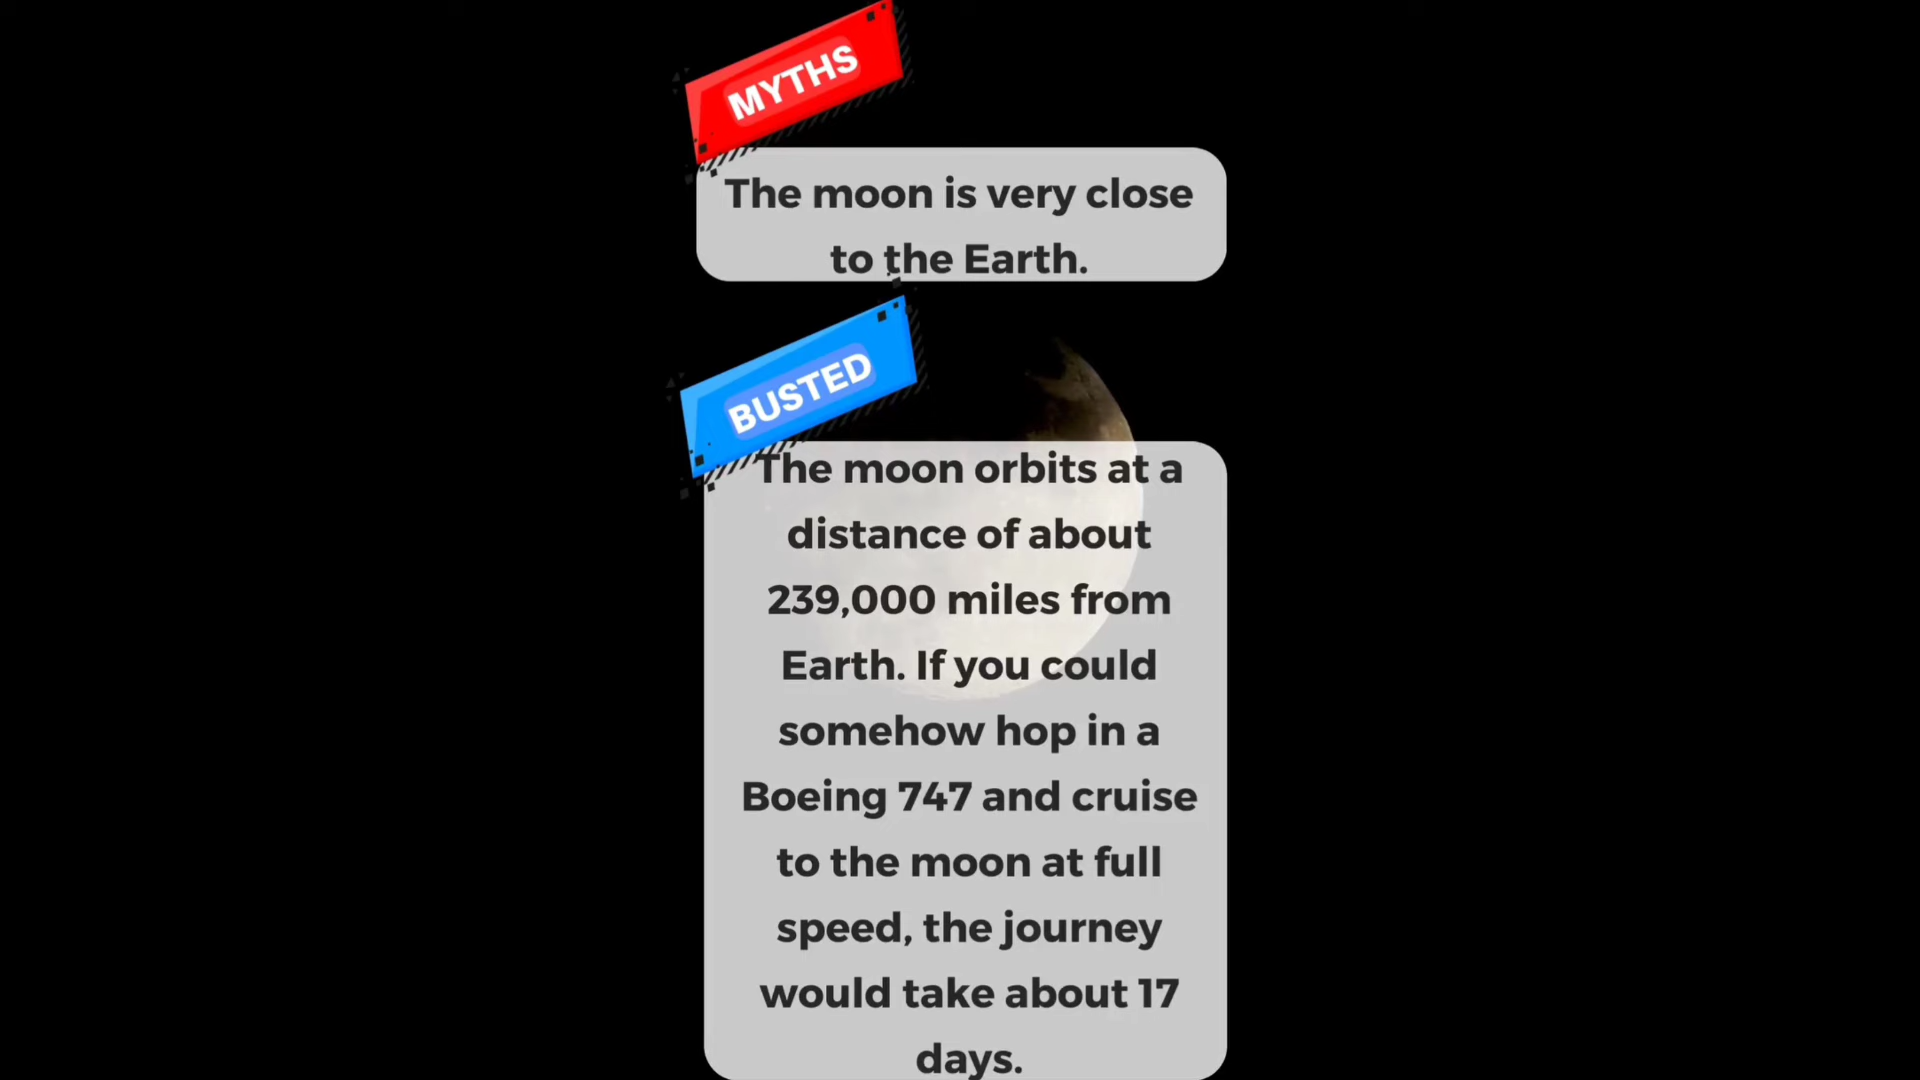 MYTHS
The moon is very close
to the Earth.
BUSTED
The moon orbits at a
distance of about
239,000 miles from
Earth. If you could
somehow hop in a
Boeing 747 and cruise
to the moon at full
speed, the journey
would take about 17
days.